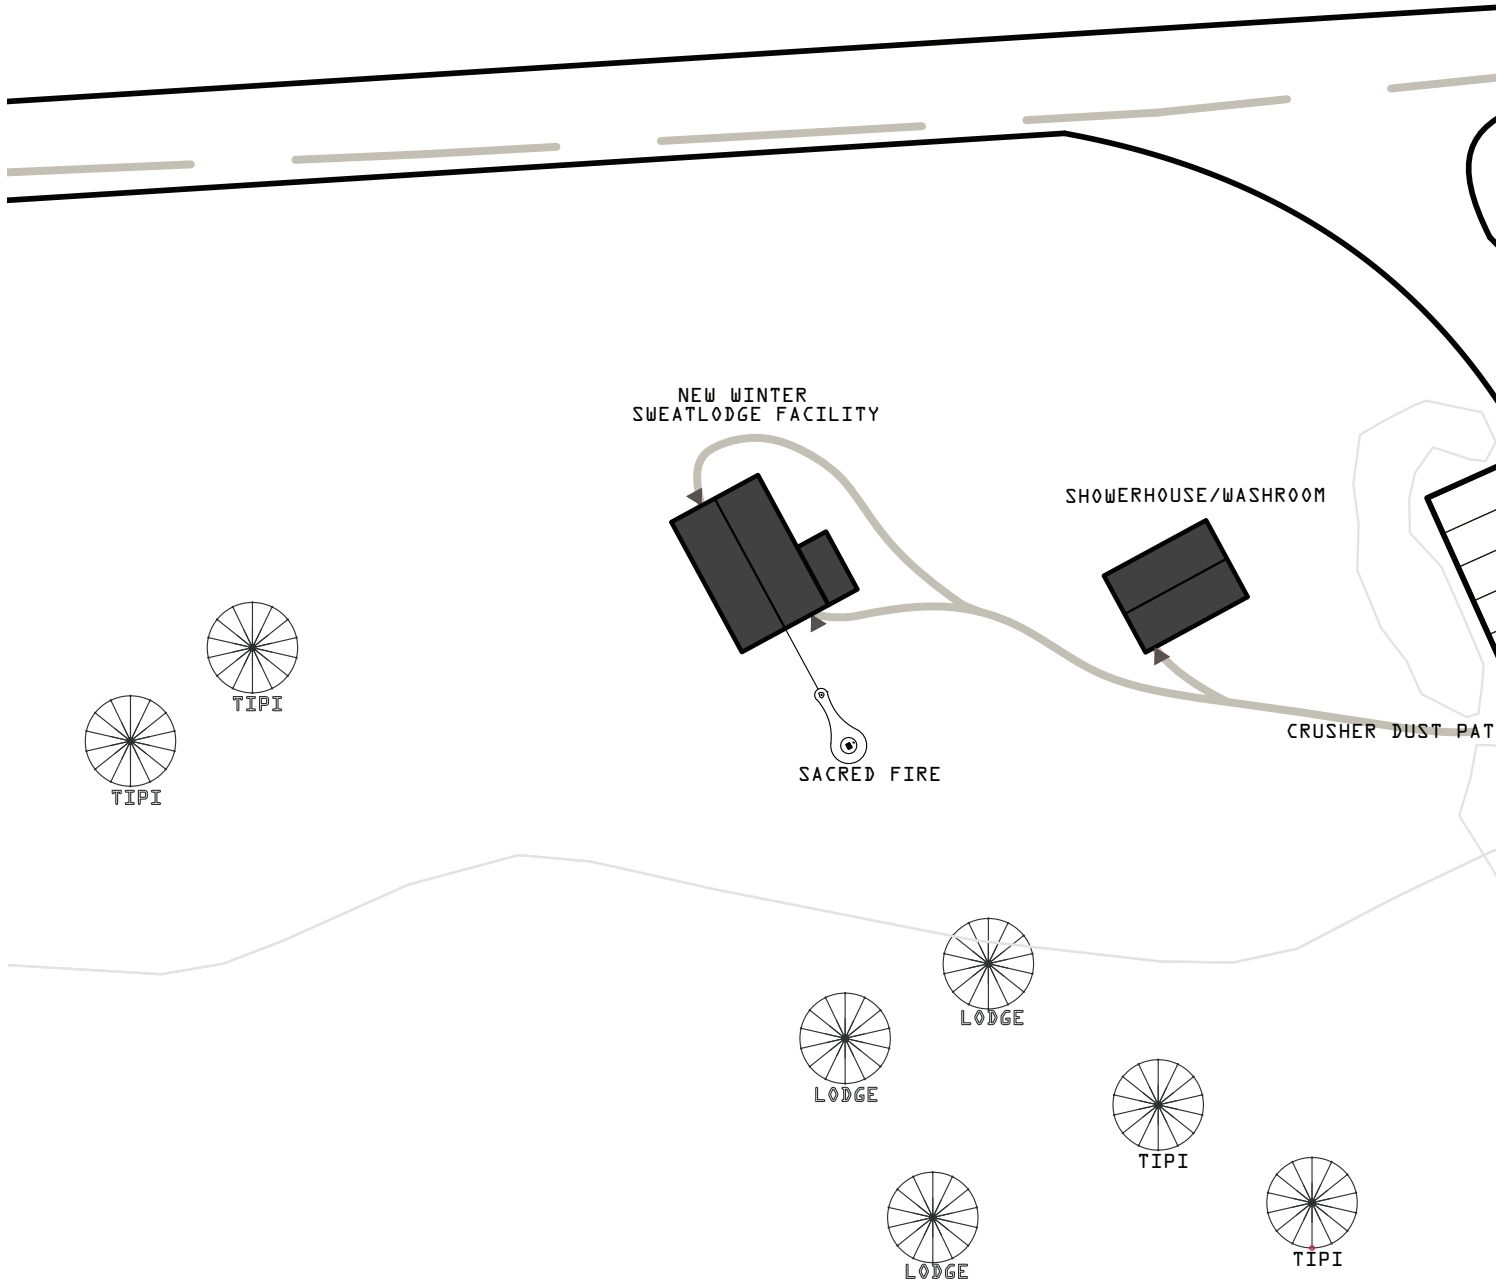 NEW WINTER
SWEATLODGE FACILITY
SHOWERHOUSE/WASHROOM
TIPI
CRUSHER DUST PAT
SACRED FIRE
TIPI
LODGE
LODGE
TIPI
TIPI
LODGE